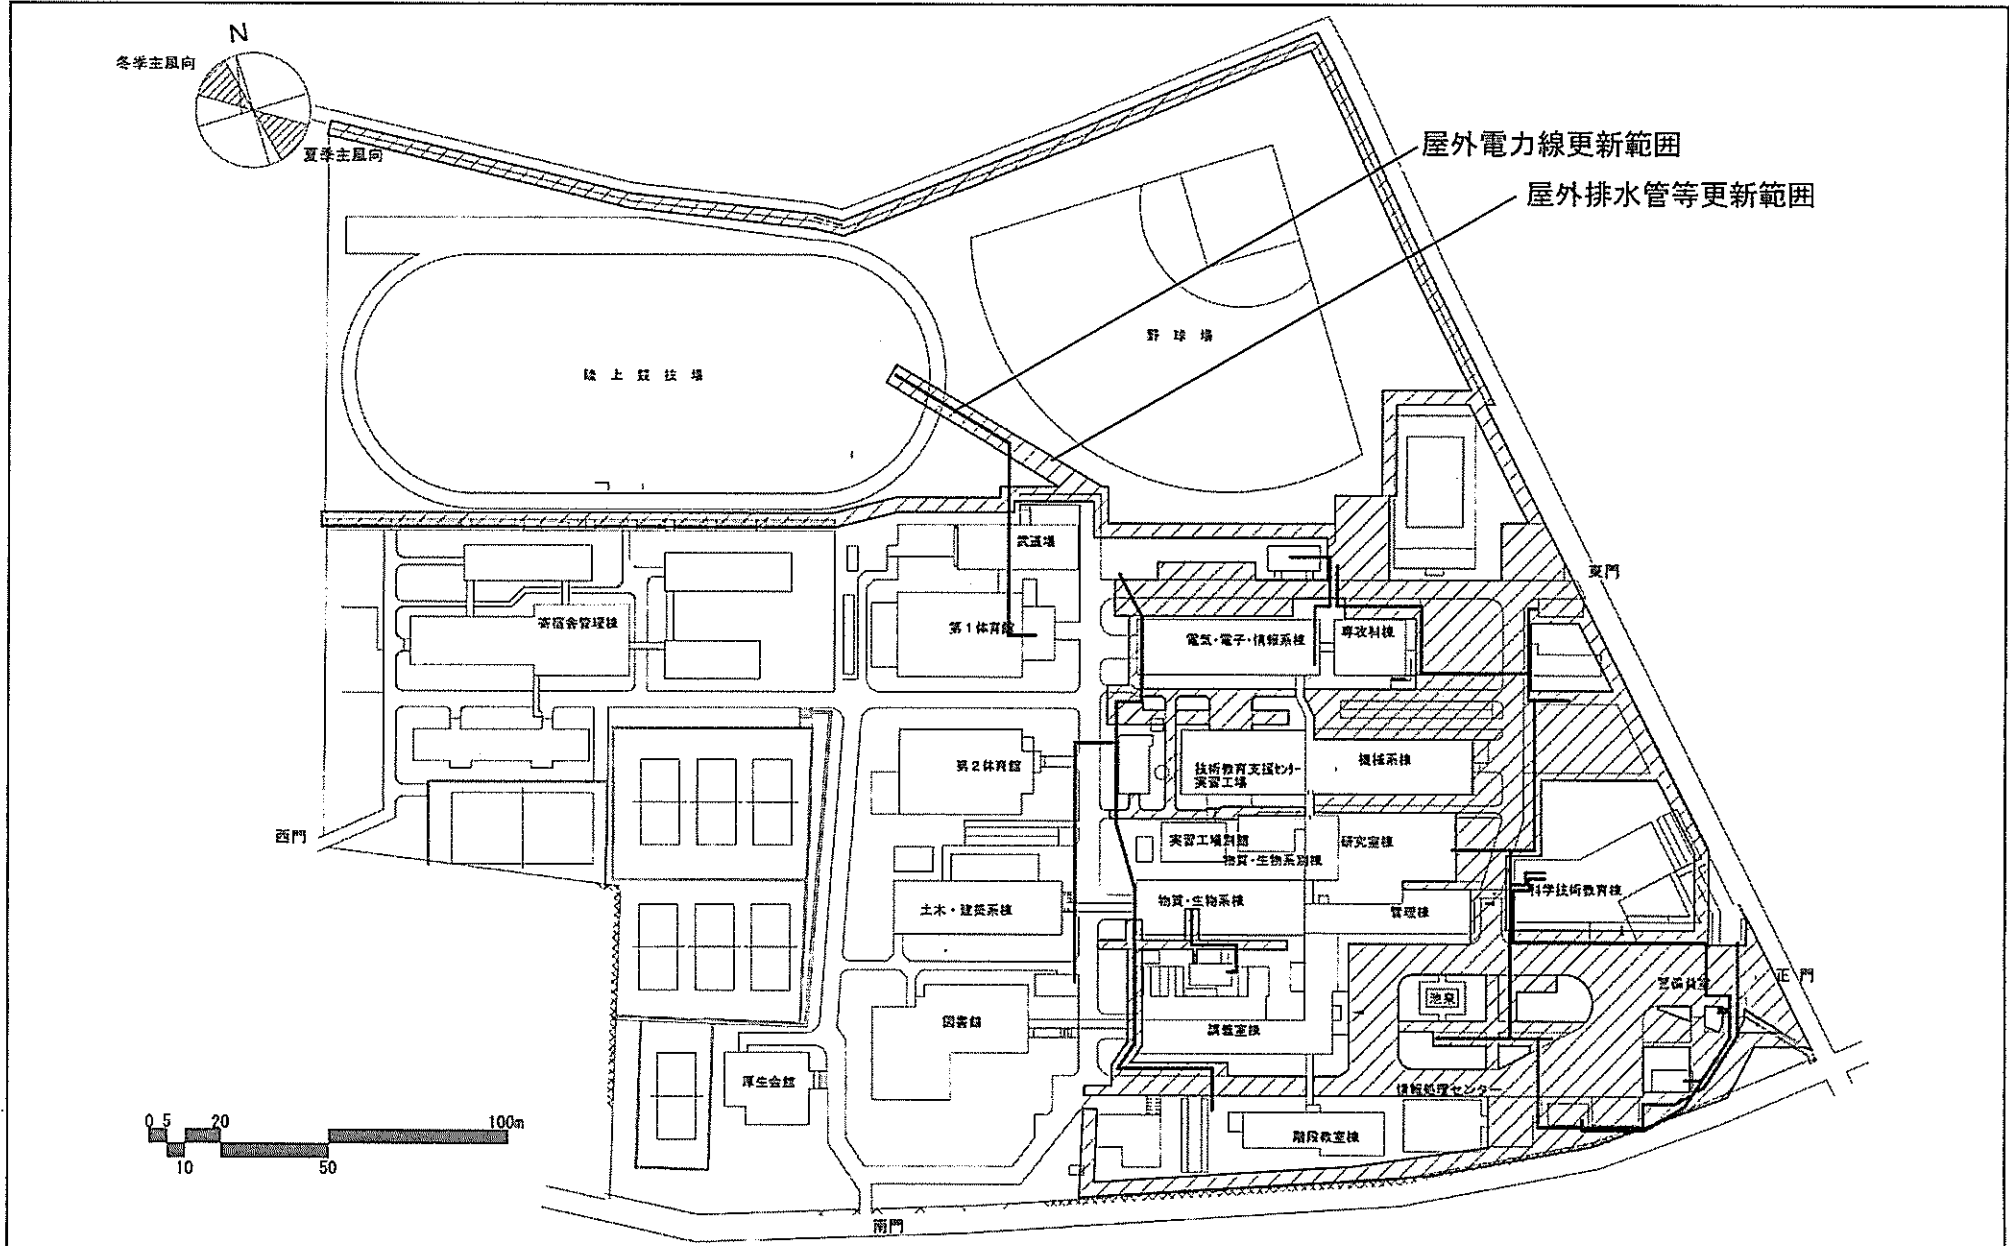 N
冬季主風向
夏季主風向
屋外電力線更新範囲
屋外排水管等更新範囲
野球場
陸上競技場
武道場
東門
寄宿舎管理棟
第1体育館
電気・電子・情報系棟
専攻科棟
第2体育館
技術教育支援センター
実習工場
機械系棟
西門
実習工場別館
物質・生物系別棟
研究室棟
土木・建築系棟
物質・生物系棟
管理棟
科学技術教育棟
池泉
警備員室
正門
図書館
講義室棟
厚生会館
情報処理センター
階段教室棟
0 5 20 100m
10 50
南門